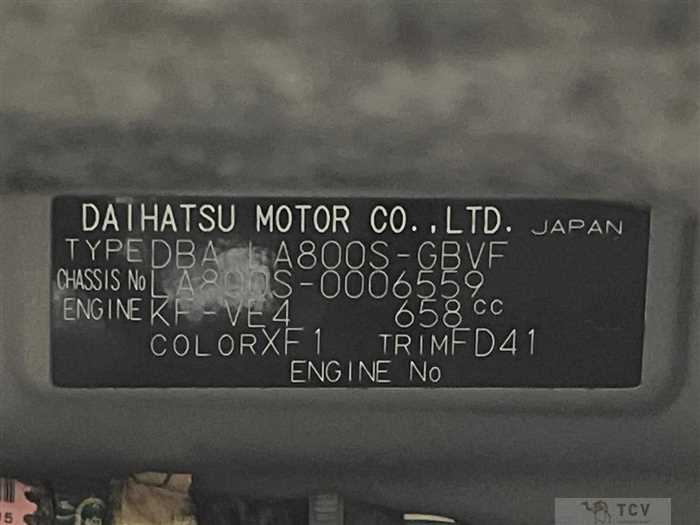 DAIHATSU MOTOR CO.,LTD. JAPAN
TYPE DBA-LA800S-GBVF
CHASSIS No LA800S-0006559
ENGINE KF-VE4 658 cc
COLOR XF1 TRIM FD41
ENGINE No
TCV